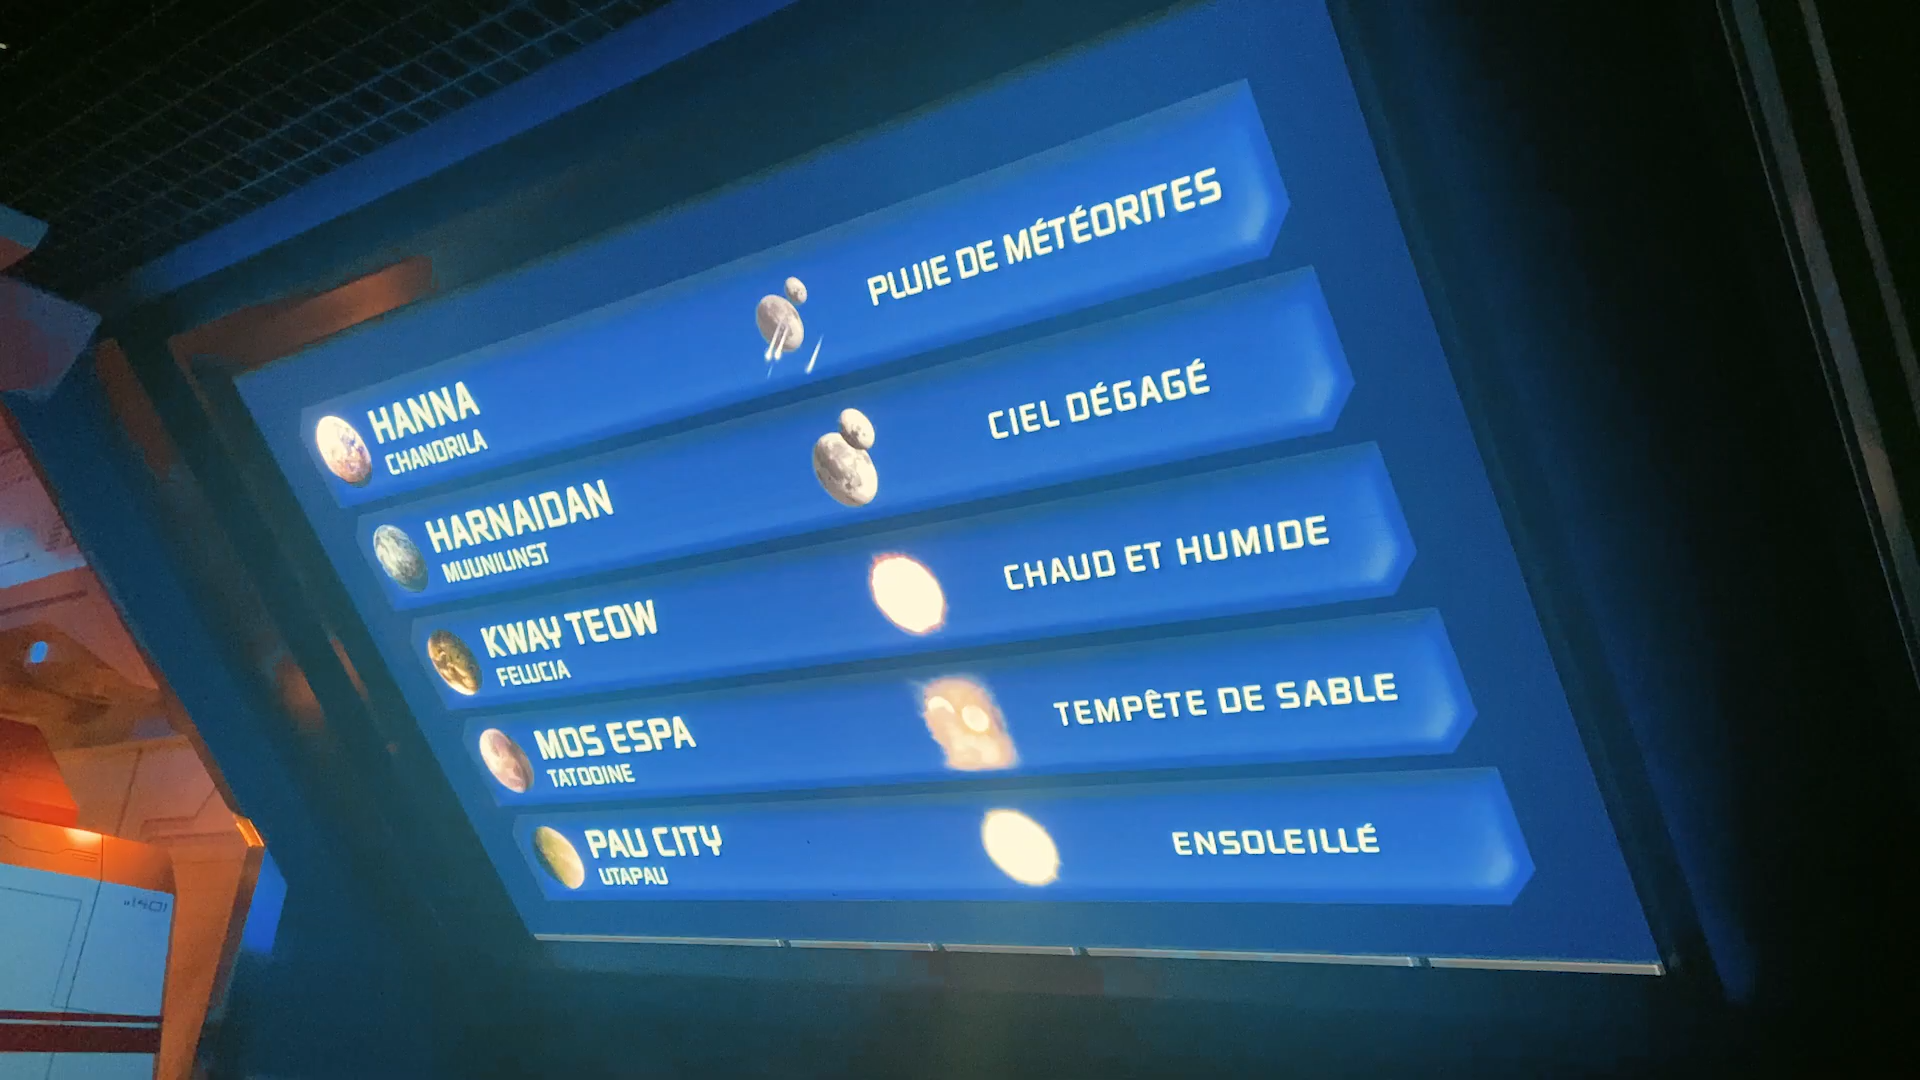 HANNA
CHANDRILA
PLUIE DE MÉTÉORITES
HARNAIDAN
MUUNILINST
CIEL DÉGAGÉ
KWAY TEOW
FELUCIA
CHAUD ET HUMIDE
MOS ESPA
TATOOINE
TEMPÊTE DE SABLE
PAU CITY
UTAPAU
ENSOLEILLÉ